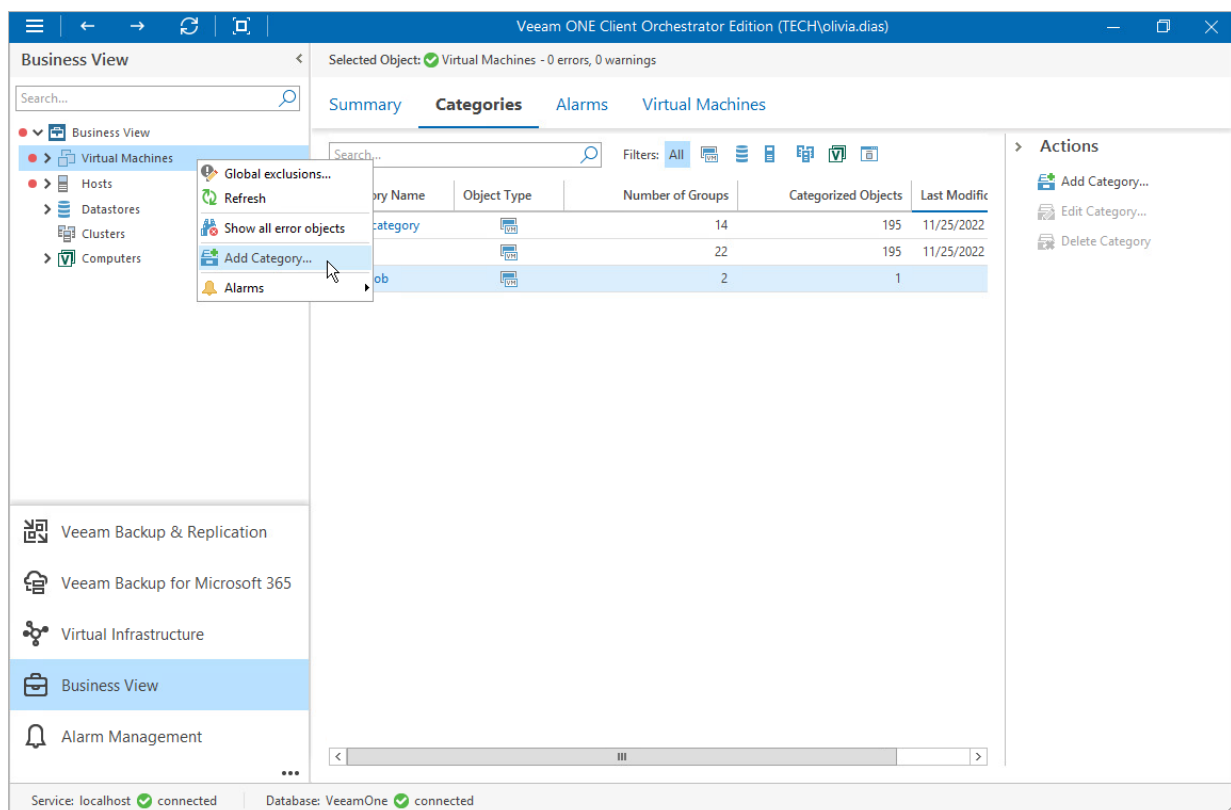 Veeam ONE Client Orchestrator Edition (TECH\olivia.dias)
Business View
Selected Object: Virtual Machines - 0 errors, 0 warnings
Search...
Summary Categories Alarms Virtual Machines
Business View
Virtual Machines
Hosts
Datastores
Clusters
Computers
Global exclusions...
Refresh
Show all error objects
Add Category...
Alarms
Search...
Filters: All
ory Name Object Type Number of Groups Categorized Objects Last Modific
category VM 14 195 11/25/2022
VM 22 195 11/25/2022
ob VM 2 1
Actions
Add Category...
Edit Category...
Delete Category
Veeam Backup & Replication
Veeam Backup for Microsoft 365
Virtual Infrastructure
Business View
Alarm Management
Service: localhost connected Database: VeeamOne connected